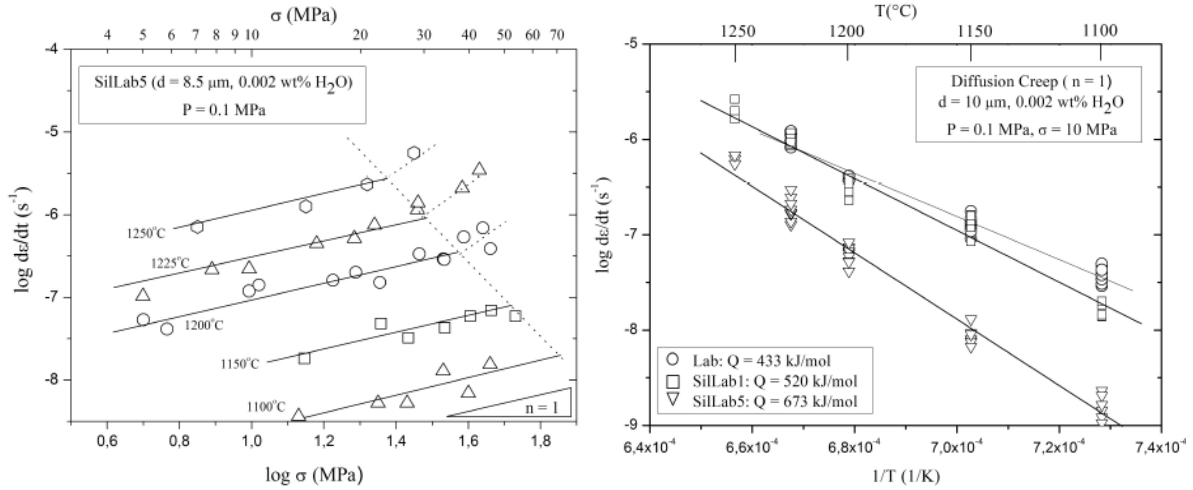 σ (MPa)
4 5 6 7 8 9 10 20 30 40 50 60 70
SilLab5 (d = 8.5 μm, 0.002 wt% H₂O)
P = 0.1 MPa
log dε/dt (s⁻¹)
-4
-5
-6
-7
-8
1250°C
1225°C
1200°C
1150°C
1100°C
n = 1
0,6 0,8 1,0 1,2 1,4 1,6 1,8
log σ (MPa)
T(°C)
1250 1200 1150 1100
Diffusion Creep ( n = 1)
d = 10 μm, 0.002 wt% H₂O
P = 0.1 MPa, σ = 10 MPa
log dε/dt (s⁻¹)
-5
-6
-7
-8
-9
Lab: Q = 433 kJ/mol
SilLab1: Q = 520 kJ/mol
SilLab5: Q = 673 kJ/mol
6,4x10⁻⁴ 6,6x10⁻⁴ 6,8x10⁻⁴ 7,0x10⁻⁴ 7,2x10⁻⁴ 7,4x10⁻⁴
1/T (1/K)